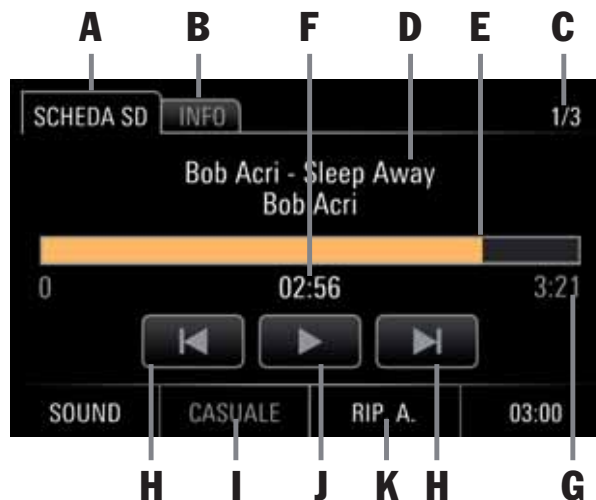 A B F D E C
SCHEDA SD INFO 1/3
Bob Acri - Sleep Away
Bob Acri
0 02:56 3:21
SOUND CASUALE RIP. A. 03:00
H I J K H G